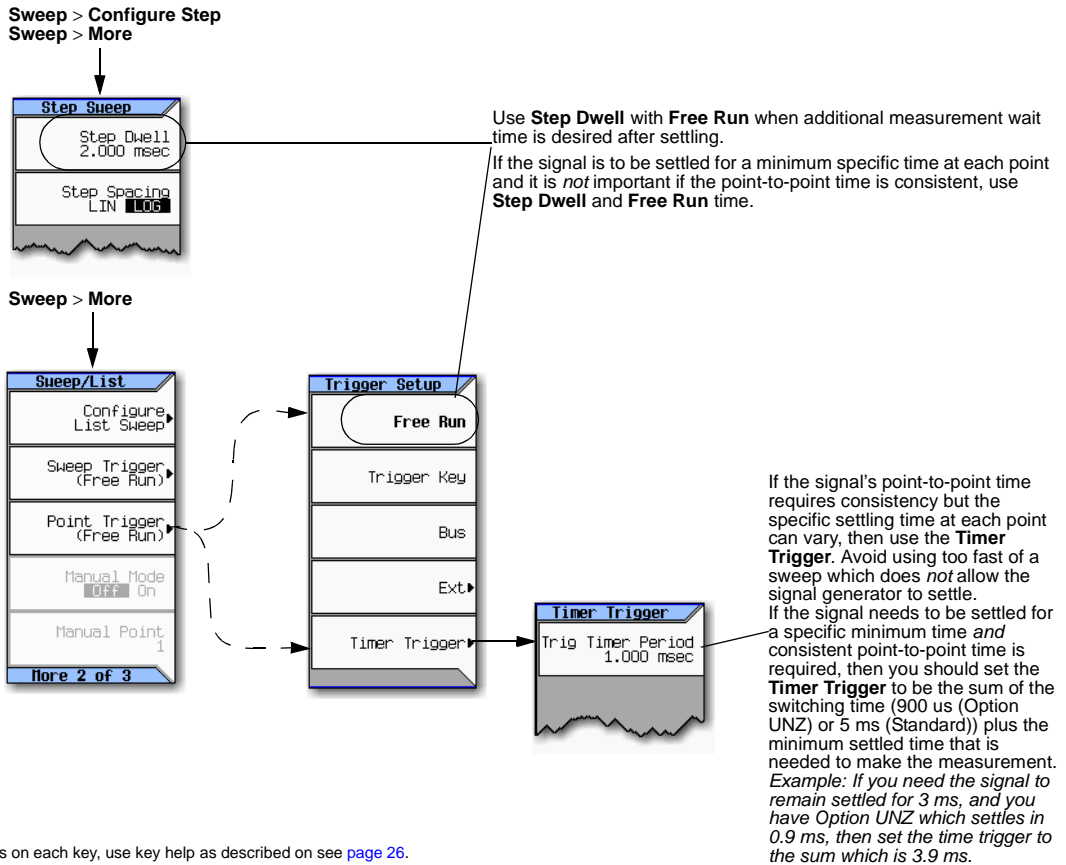 Sweep > Configure Step
Sweep > More
Step Sweep
Step Dwell
2.000 msec
Step Spacing
LIN LOG
Use Step Dwell with Free Run when additional measurement wait
time is desired after settling.
If the signal is to be settled for a minimum specific time at each point
and it is not important if the point-to-point time is consistent, use
Step Dwell and Free Run time.
Sweep > More
Sweep/List
Configure
List Sweep
Sweep Trigger
(Free Run)
Point Trigger
(Free Run)
Manual Mode
Off On
Manual Point
1
More 2 of 3
Trigger Setup
Free Run
Trigger Key
Bus
Ext
Timer Trigger
Timer Trigger
Trig Timer Period
1.000 msec
If the signal's point-to-point time
requires consistency but the
specific settling time at each point
can vary, then use the Timer
Trigger. Avoid using too fast of a
sweep which does not allow the
signal generator to settle.
If the signal needs to be settled for
a specific minimum time and
consistent point-to-point time is
required, then you should set the
Timer Trigger to be the sum of the
switching time (900 us (Option
UNZ) or 5 ms (Standard)) plus the
minimum settled time that is
needed to make the measurement.
Example: If you need the signal to
remain settled for 3 ms, and you
have Option UNZ which settles in
0.9 ms, then set the time trigger to
the sum which is 3.9 ms.
s on each key, use key help as described on see page 26.